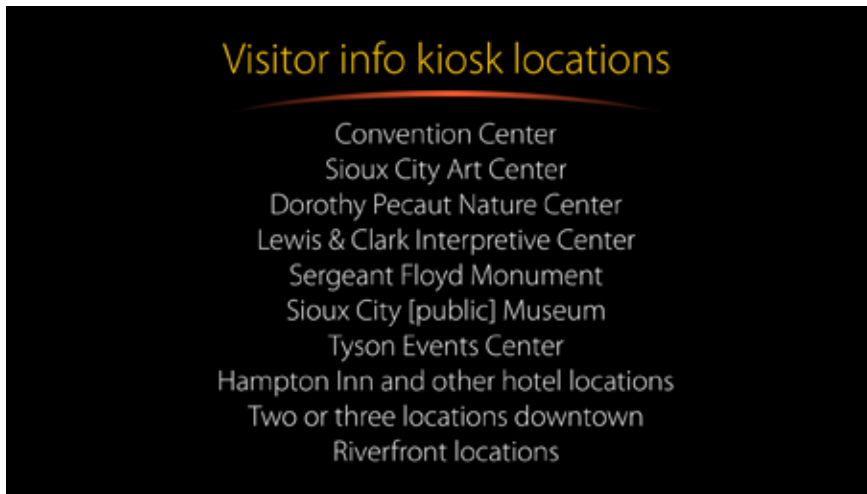 Visitor info kiosk locations
Convention Center
Sioux City Art Center
Dorothy Pecaut Nature Center
Lewis & Clark Interpretive Center
Sergeant Floyd Monument
Sioux City [public] Museum
Tyson Events Center
Hampton Inn and other hotel locations
Two or three locations downtown
Riverfront locations